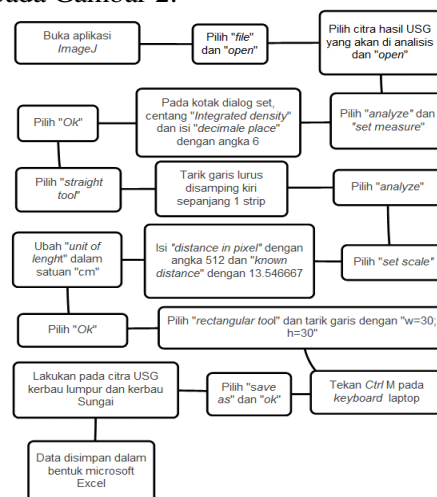 pada Gambar 2.
Buka aplikasi
ImageJ
Pilih "file"
dan "open"
Pilih citra hasil USG
yang akan di analisis
dan "open"
Pilih "analyze" dan
"set measure"
Pada kotak dialog set,
centang "Integrated density"
dan isi "decimale place"
dengan angka 6
Pilih "Ok"
Pilih "straight
tool"
Tarik garis lurus
disamping kiri
sepanjang 1 strip
Pilih "analyze"
Pilih "set scale"
Isi "distance in pixel" dengan
angka 512 dan "known
distance" dengan 13.546667
Ubah "unit of
lenght" dalam
satuan "cm"
Pilih "Ok"
Pilih "rectangular tool" dan tarik garis dengan "w=30;
h=30"
Tekan Ctrl M pada
keyboard laptop
Pilih "save
as" dan "ok"
Lakukan pada citra USG
kerbau lumpur dan kerbau
Sungai
Data disimpan dalam
bentuk microsoft
Excel